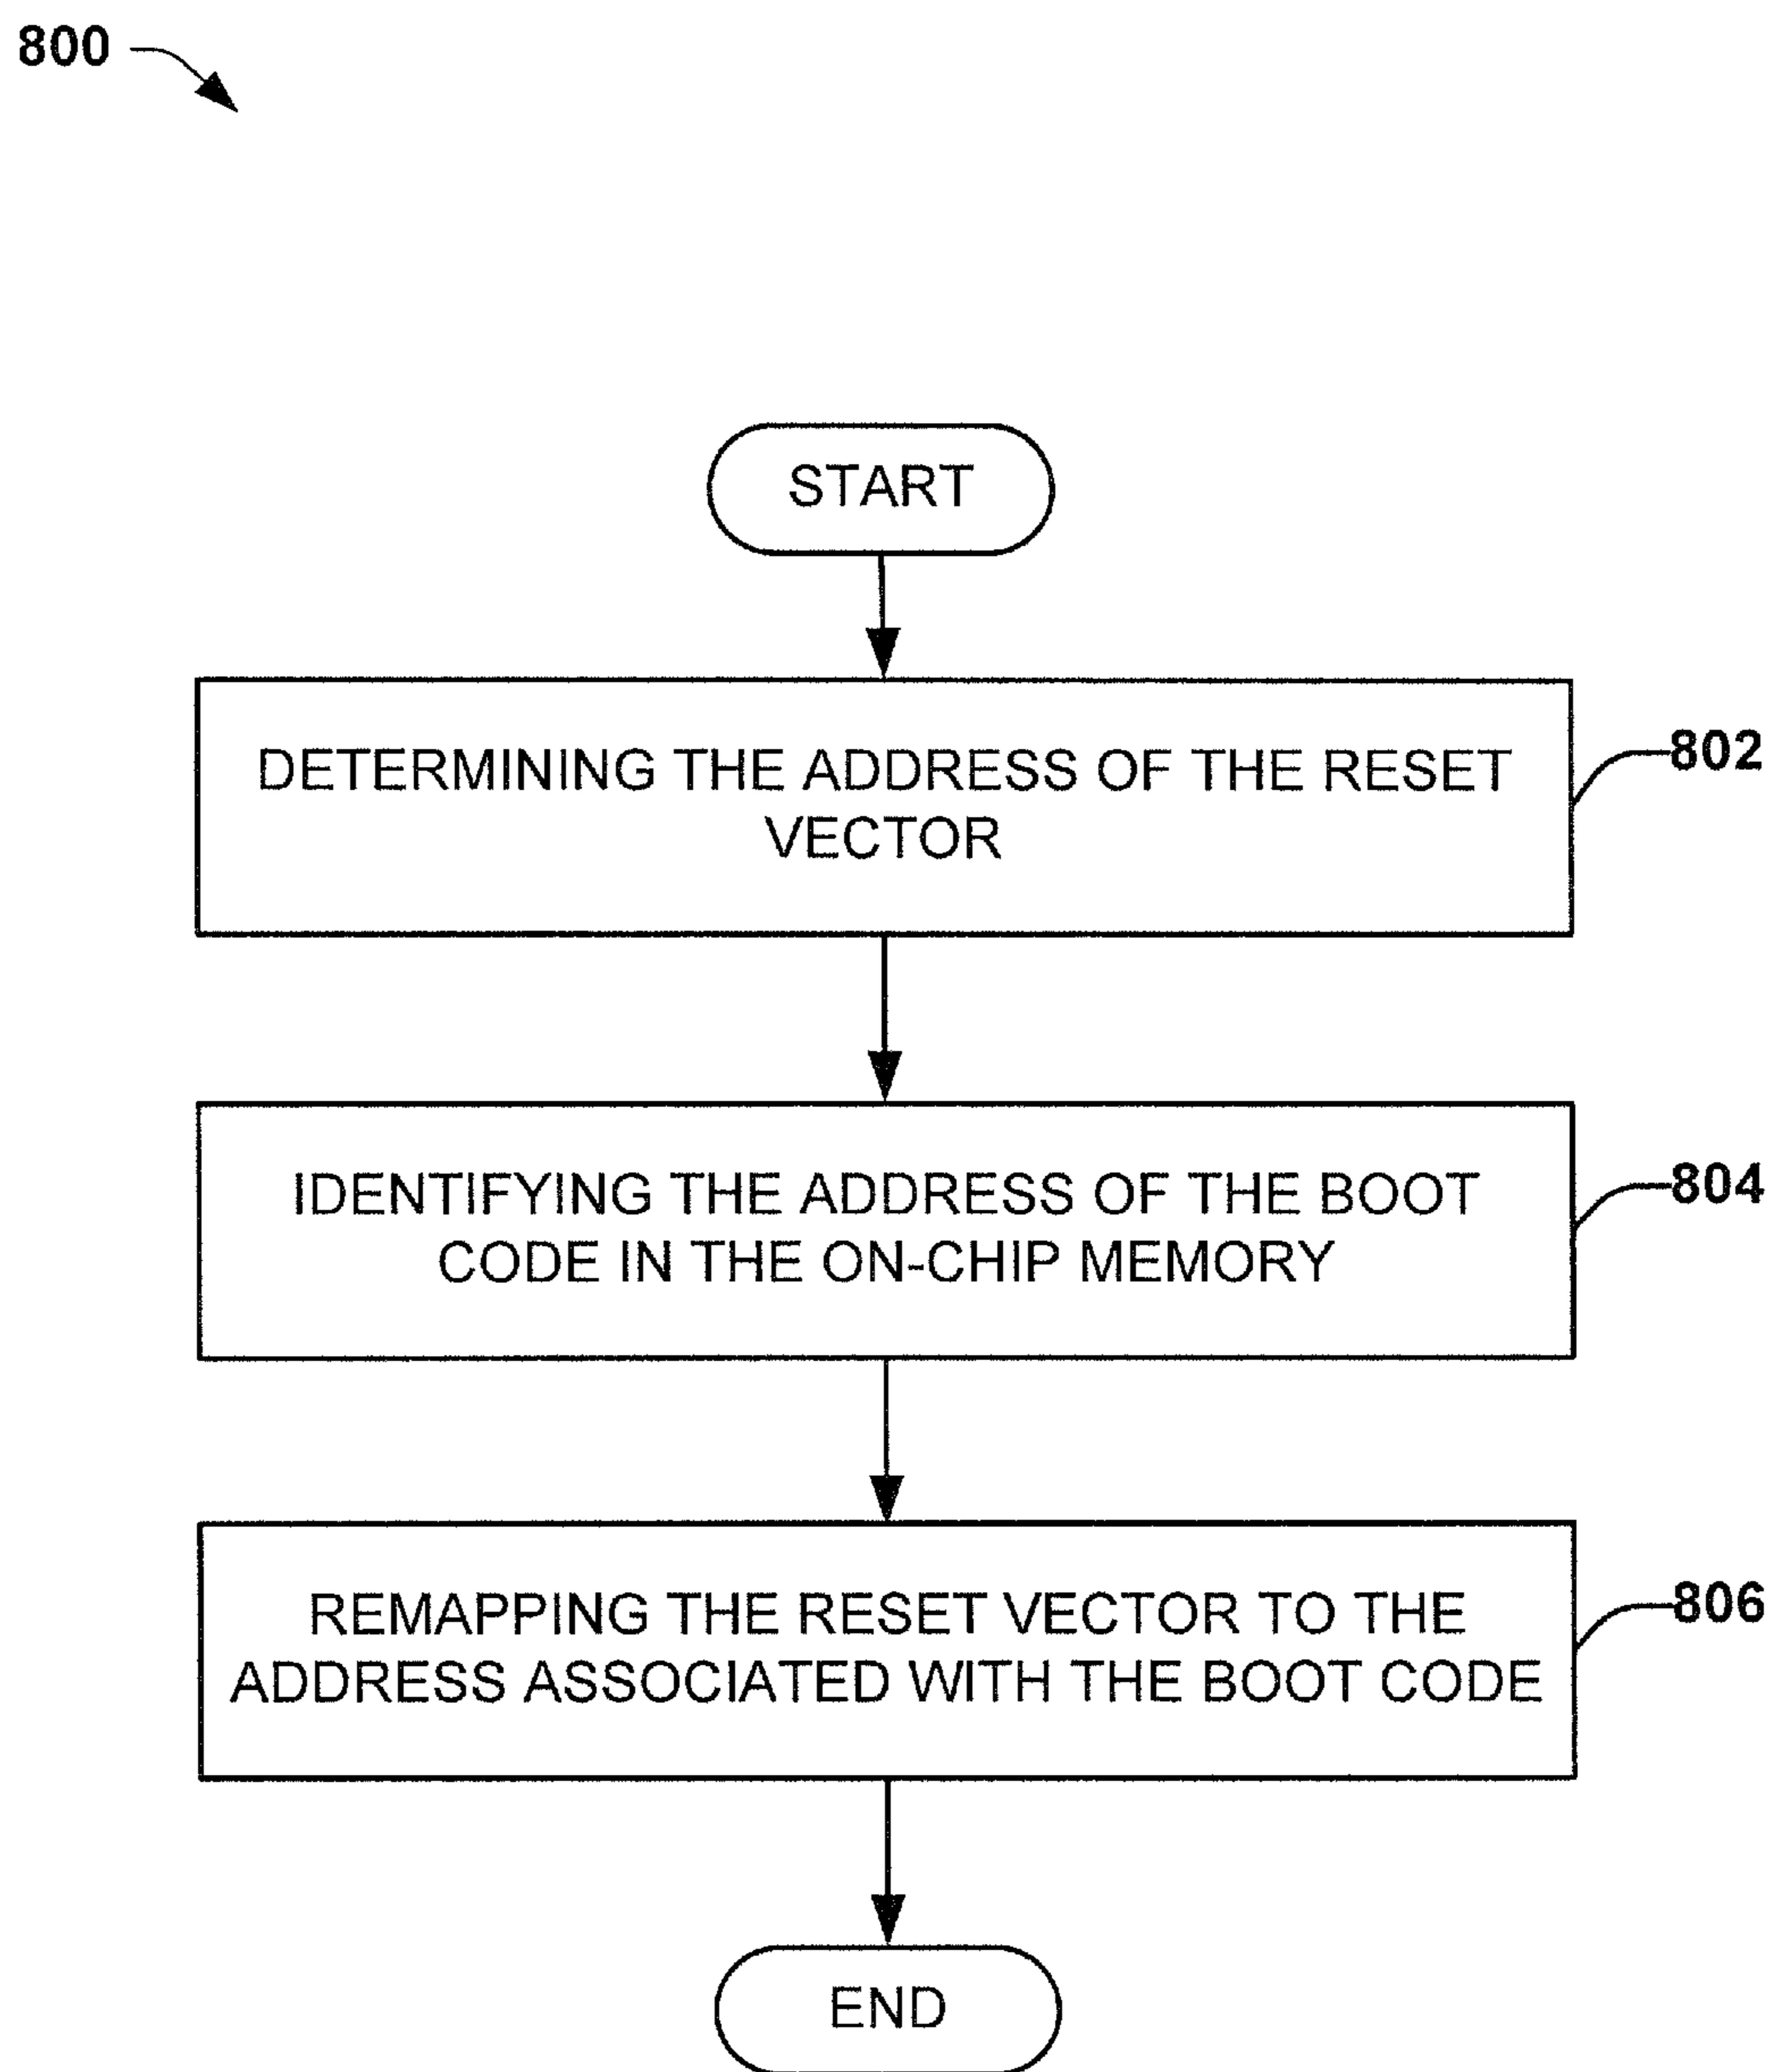 800
START
DETERMINING THE ADDRESS OF THE RESET
VECTOR
802
IDENTIFYING THE ADDRESS OF THE BOOT
CODE IN THE ON-CHIP MEMORY
804
REMAPPING THE RESET VECTOR TO THE
ADDRESS ASSOCIATED WITH THE BOOT CODE
806
END